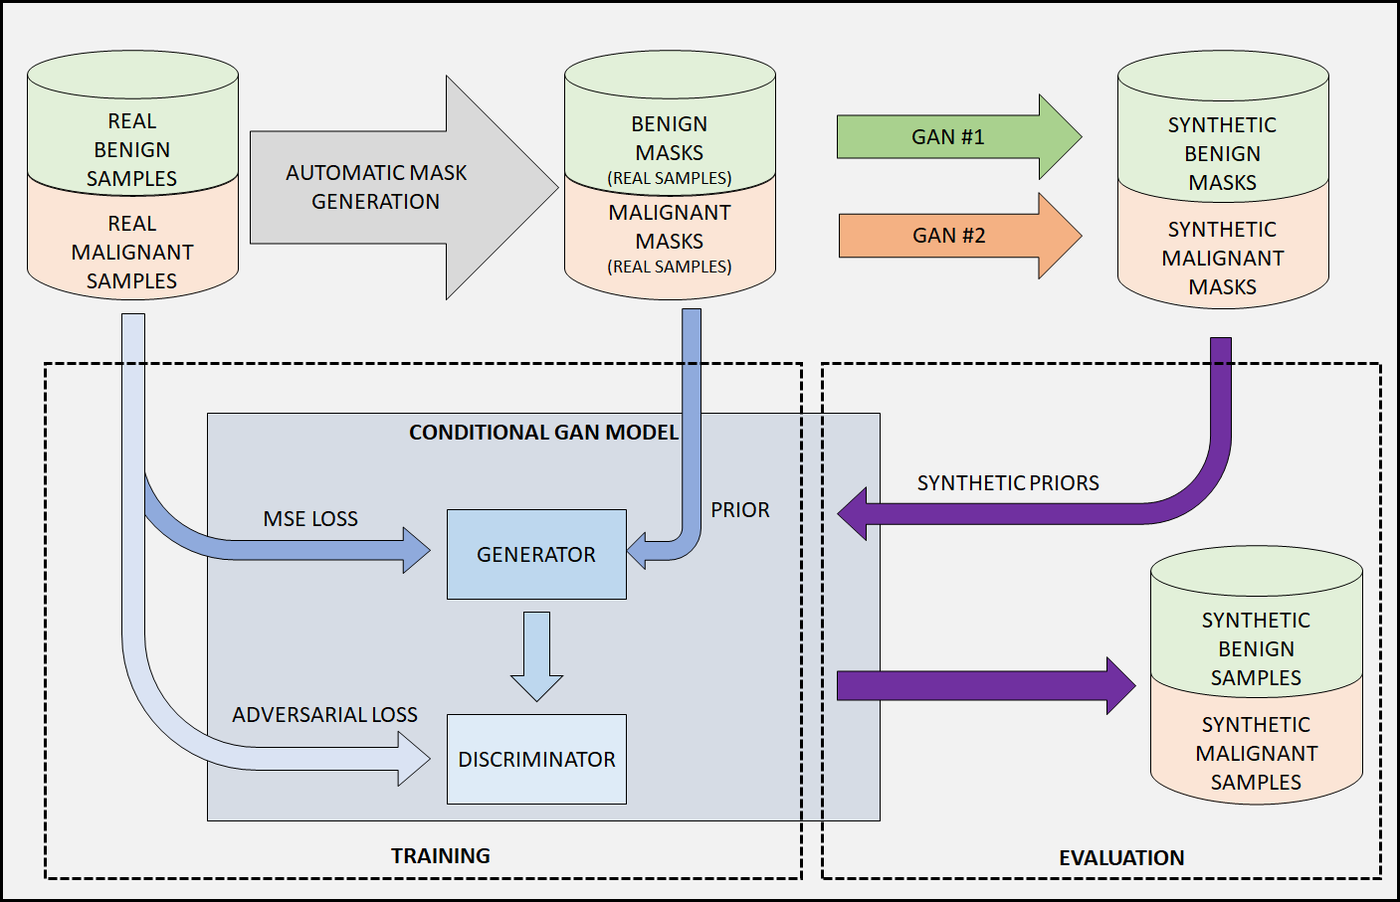 REAL
BENIGN
SAMPLES
REAL
MALIGNANT
SAMPLES
AUTOMATIC MASK
GENERATION
BENIGN
MASKS
(REAL SAMPLES)
MALIGNANT
MASKS
(REAL SAMPLES)
GAN #1
GAN #2
SYNTHETIC
BENIGN
MASKS
SYNTHETIC
MALIGNANT
MASKS
CONDITIONAL GAN MODEL
MSE LOSS
GENERATOR
PRIOR
ADVERSARIAL LOSS
DISCRIMINATOR
TRAINING
SYNTHETIC PRIORS
SYNTHETIC
BENIGN
SAMPLES
SYNTHETIC
MALIGNANT
SAMPLES
EVALUATION